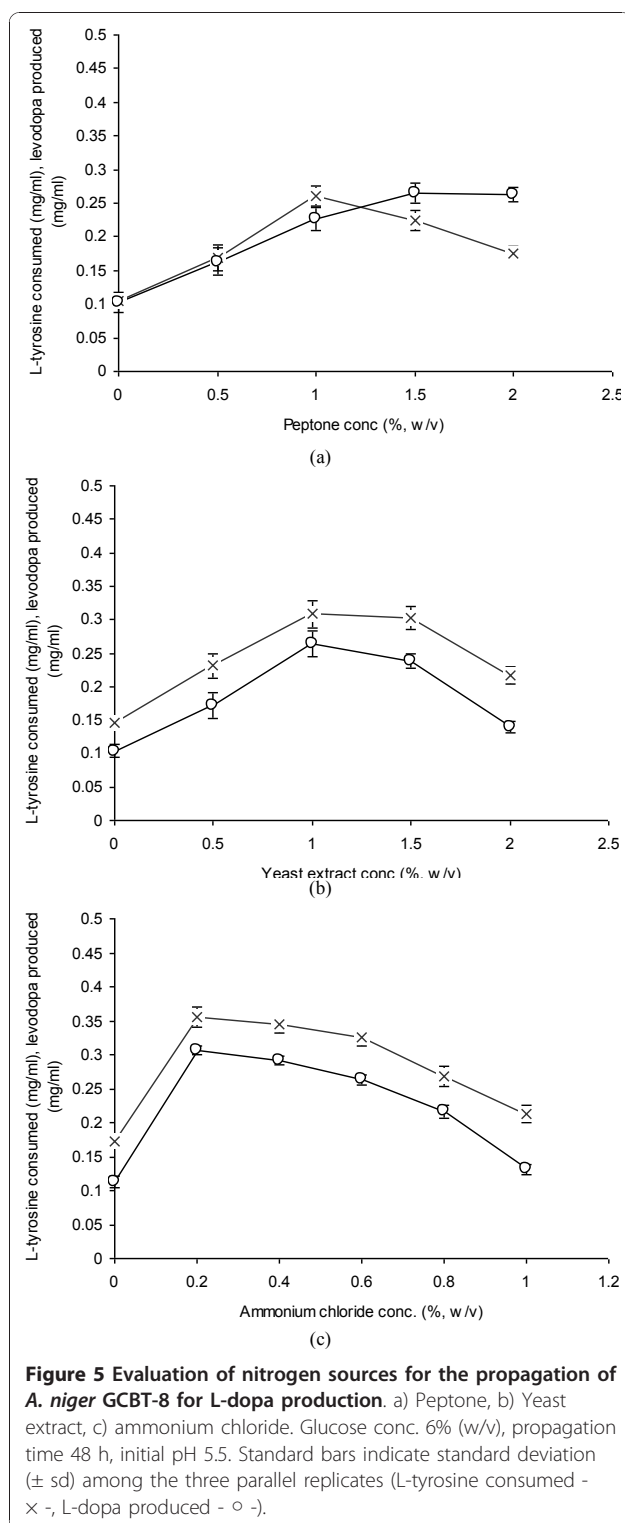 L-tyrosine consumed (mg/ml), levodopa produced
(mg/ml)
0.5
0.45
0.4
0.35
0.3
0.25
0.2
0.15
0.1
0.05
0
0 0.5 1 1.5 2 2.5
Peptone conc (%, w/v)
(a)
L-tyrosine consumed (mg/ml), levodopa produced
(mg/ml)
0.5
0.45
0.4
0.35
0.3
0.25
0.2
0.15
0.1
0.05
0
0 0.5 1 1.5 2 2.5
Yeast extract conc (%, w/v)
(b)
L-tyrosine consumed (mg/ml), levodopa produced
(mg/ml)
0.5
0.45
0.4
0.35
0.3
0.25
0.2
0.15
0.1
0.05
0
0 0.2 0.4 0.6 0.8 1 1.2
Ammonium chloride conc. (%, w/v)
(c)
Figure 5 Evaluation of nitrogen sources for the propagation of
A. niger GCBT-8 for L-dopa production. a) Peptone, b) Yeast
extract, c) ammonium chloride. Glucose conc. 6% (w/v), propagation
time 48 h, initial pH 5.5. Standard bars indicate standard deviation
(± sd) among the three parallel replicates (L-tyrosine consumed -
× -, L-dopa produced - ○ -).